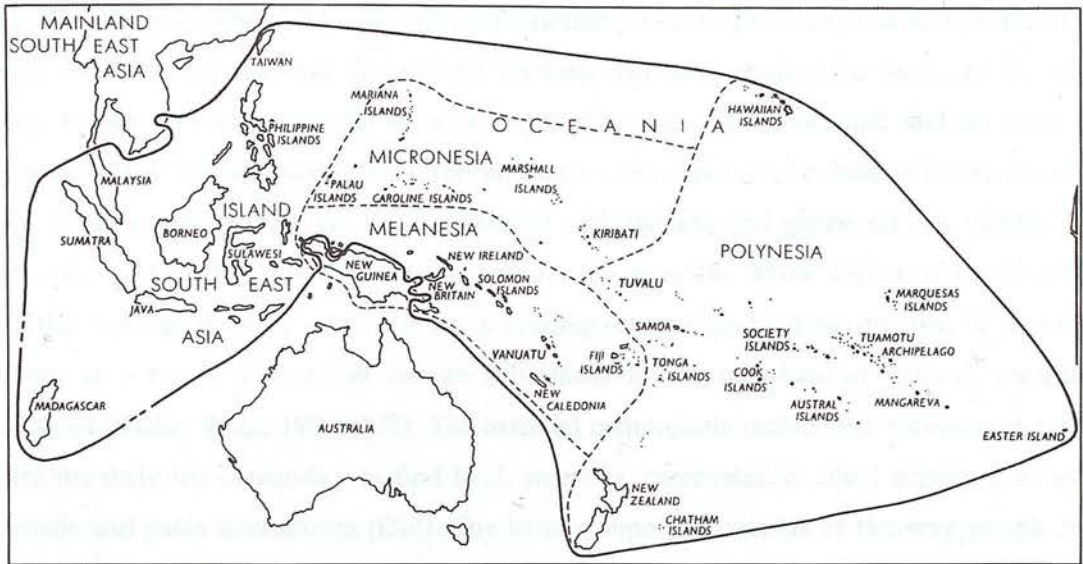 MAINLAND
SOUTH EAST
ASIA
TAIWAN
PHILIPPINE
ISLANDS
MALAYSIA
SUMATRA
BORNEO
SULAWESI
JAVA
ISLAND
SOUTH EAST
ASIA
MADAGASCAR
AUSTRALIA
OCEANIA
MARIANA
ISLANDS
MICRONESIA
PALAU
ISLANDS
CAROLINE ISLANDS
MARSHALL
ISLANDS
MELANESIA
NEW
GUINEA
NEW IRELAND
NEW
BRITAIN
SOLOMON
ISLANDS
VANUATU
NEW
CALEDONIA
FIJI
ISLANDS
KIRIBATI
TUVALU
HAWAIIAN
ISLANDS
POLYNESIA
SAMOA
TONGA
ISLANDS
SOCIETY
ISLANDS
COOK
ISLANDS
AUSTRAL
ISLANDS
MARQUESAS
ISLANDS
TUAMOTU
ARCHIPELAGO
MANGAREVA
EASTER ISLAND
NEW
ZEALAND
CHATHAM
ISLANDS